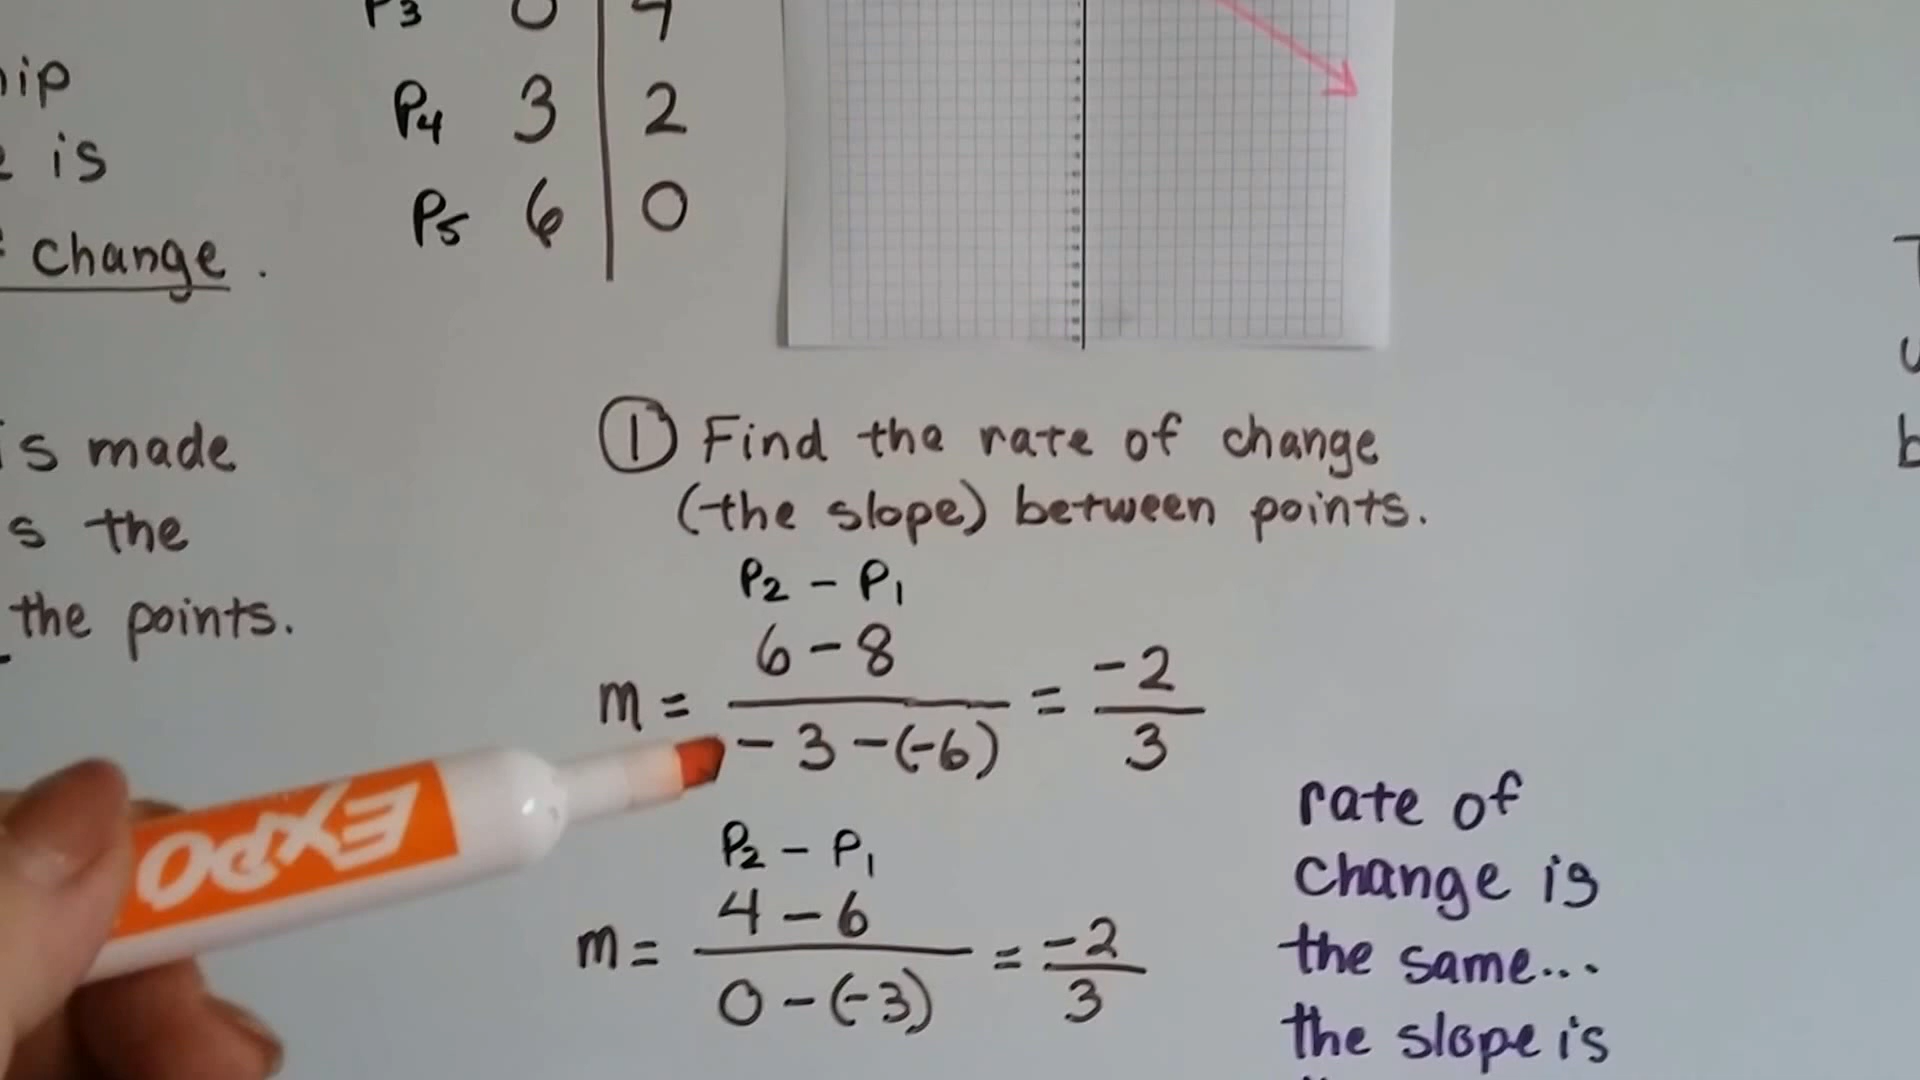 P3 0 4
P4 3 2
P5 6 0
is
change.
is made
s the
the points.
① Find the rate of change
(the slope) between points.
P2 - P1
6 - 8
m = = -2
- 3 - (-6) 3
P2 - P1
4 - 6
m = = -2
0 - (-3) 3
EXPO
rate of
change is
the same...
the slope is